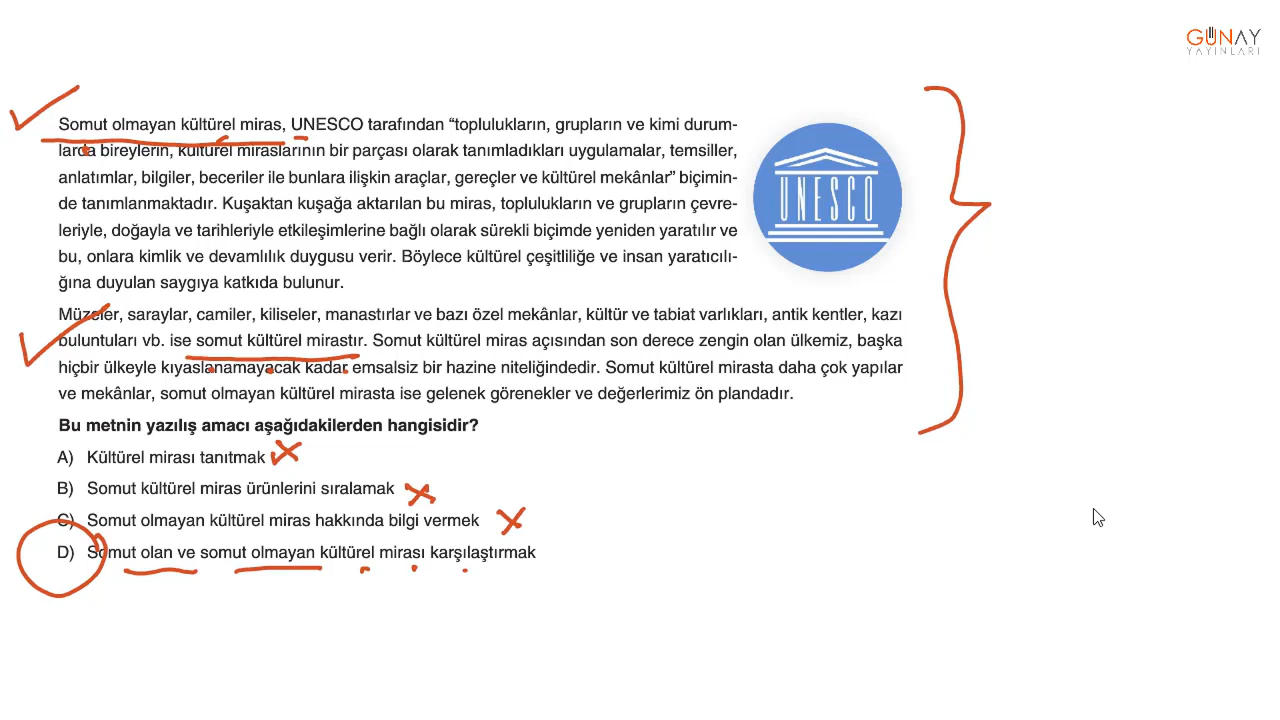 GÜNAY
YAYINLARI
Somut olmayan kültürel miras, UNESCO tarafından “toplulukların, grupların ve kimi durum-
larda bireylerin, kültürel miraslarının bir parçası olarak tanımladıkları uygulamalar, temsiller,
anlatımlar, bilgiler, beceriler ile bunlara ilişkin araçlar, gereçler ve kültürel mekânlar” biçimin-
de tanımlanmaktadır. Kuşaktan kuşağa aktarılan bu miras, toplulukların ve grupların çevre-
leriyle, doğayla ve tarihleriyle etkileşimlerine bağlı olarak sürekli biçimde yeniden yaratılır ve
bu, onlara kimlik ve devamlılık duygusu verir. Böylece kültürel çeşitliliğe ve insan yaratıcılı-
ğına duyulan saygıya katkıda bulunur.
UNESCO
Müzeler, saraylar, camiler, kiliseler, manastırlar ve bazı özel mekânlar, kültür ve tabiat varlıkları, antik kentler, kazı
buluntuları vb. ise somut kültürel mirastır. Somut kültürel miras açısından son derece zengin olan ülkemiz, başka
hiçbir ülkeyle kıyaslanamayacak kadar emsalsiz bir hazine niteliğindedir. Somut kültürel mirasta daha çok yapılar
ve mekânlar, somut olmayan kültürel mirasta ise gelenek görenekler ve değerlerimiz ön plandadır.
Bu metnin yazılış amacı aşağıdakilerden hangisidir?
A) Kültürel mirası tanıtmak
B) Somut kültürel miras ürünlerini sıralamak
C) Somut olmayan kültürel miras hakkında bilgi vermek
D) Somut olan ve somut olmayan kültürel mirası karşılaştırmak